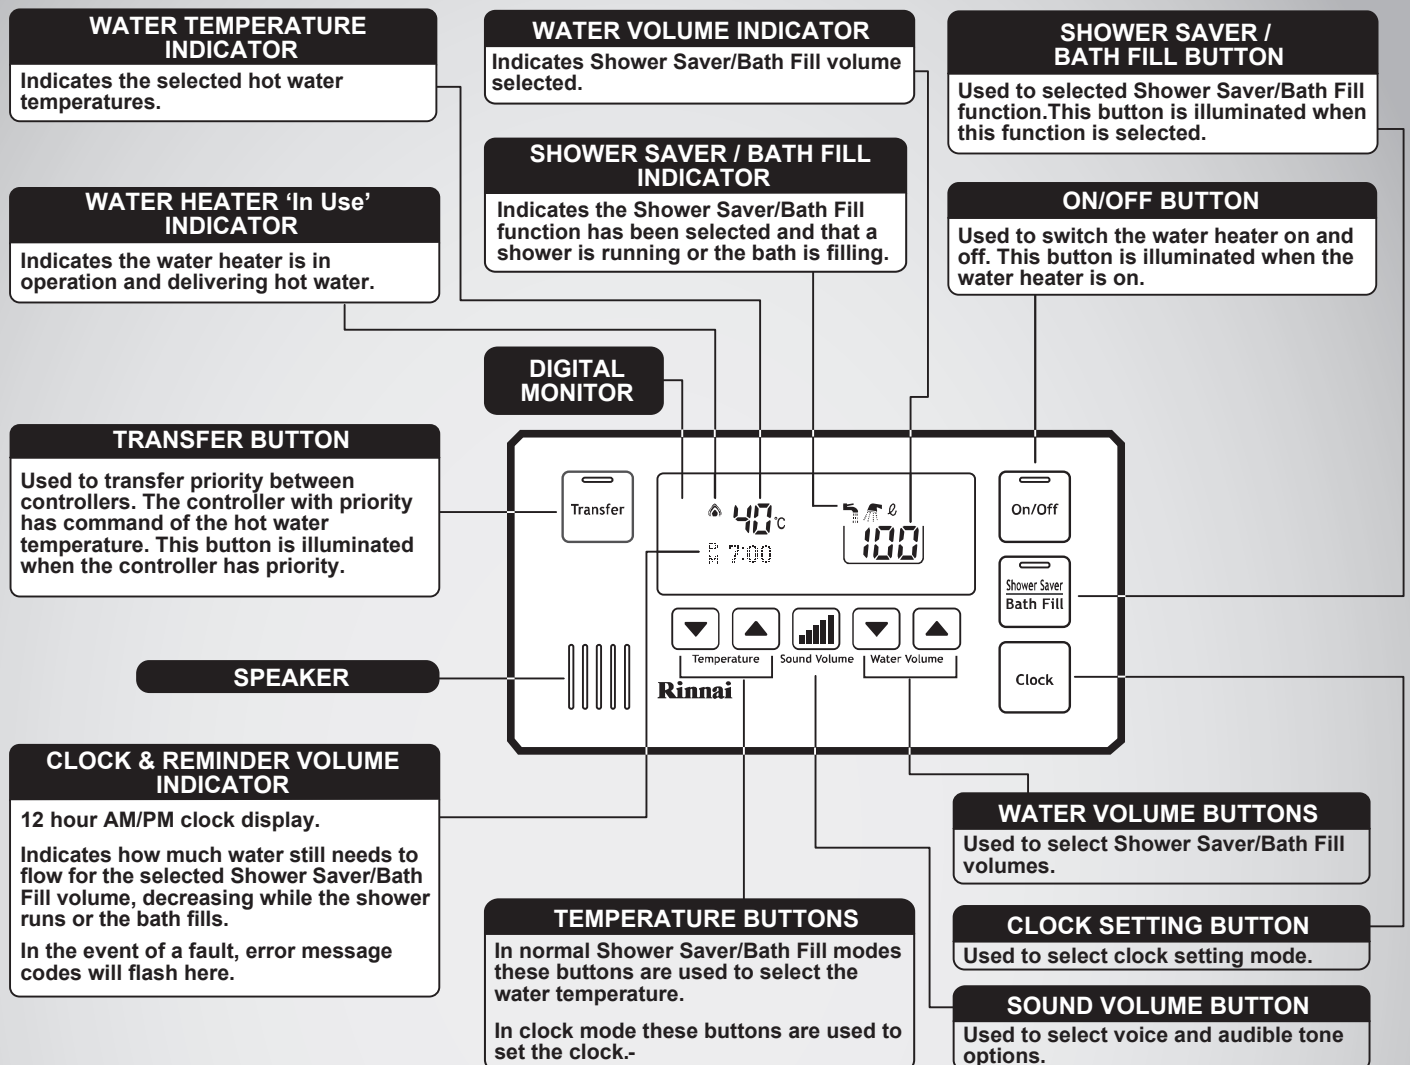 WATER TEMPERATURE
INDICATOR
Indicates the selected hot water
temperatures.
WATER HEATER ‘In Use’
INDICATOR
Indicates the water heater is in
operation and delivering hot water.
WATER VOLUME INDICATOR
Indicates Shower Saver/Bath Fill volume
selected.
SHOWER SAVER / BATH FILL
INDICATOR
Indicates the Shower Saver/Bath Fill
function has been selected and that a
shower is running or the bath is filling.
SHOWER SAVER /
BATH FILL BUTTON
Used to selected Shower Saver/Bath Fill
function.This button is illuminated when
this function is selected.
ON/OFF BUTTON
Used to switch the water heater on and
off. This button is illuminated when the
water heater is on.
DIGITAL
MONITOR
TRANSFER BUTTON
Used to transfer priority between
controllers. The controller with priority
has command of the hot water
temperature. This button is illuminated
when the controller has priority.
SPEAKER
CLOCK & REMINDER VOLUME
INDICATOR
12 hour AM/PM clock display.
Indicates how much water still needs to
flow for the selected Shower Saver/Bath
Fill volume, decreasing while the shower
runs or the bath fills.
In the event of a fault, error message
codes will flash here.
Transfer
40°C
PM 7:00
ℓ
100
On/Off
Shower Saver
Bath Fill
Clock
Temperature
Sound Volume
Water Volume
Rinnai
TEMPERATURE BUTTONS
In normal Shower Saver/Bath Fill modes
these buttons are used to select the
water temperature.
In clock mode these buttons are used to
set the clock.-
WATER VOLUME BUTTONS
Used to select Shower Saver/Bath Fill
volumes.
CLOCK SETTING BUTTON
Used to select clock setting mode.
SOUND VOLUME BUTTON
Used to select voice and audible tone
options.